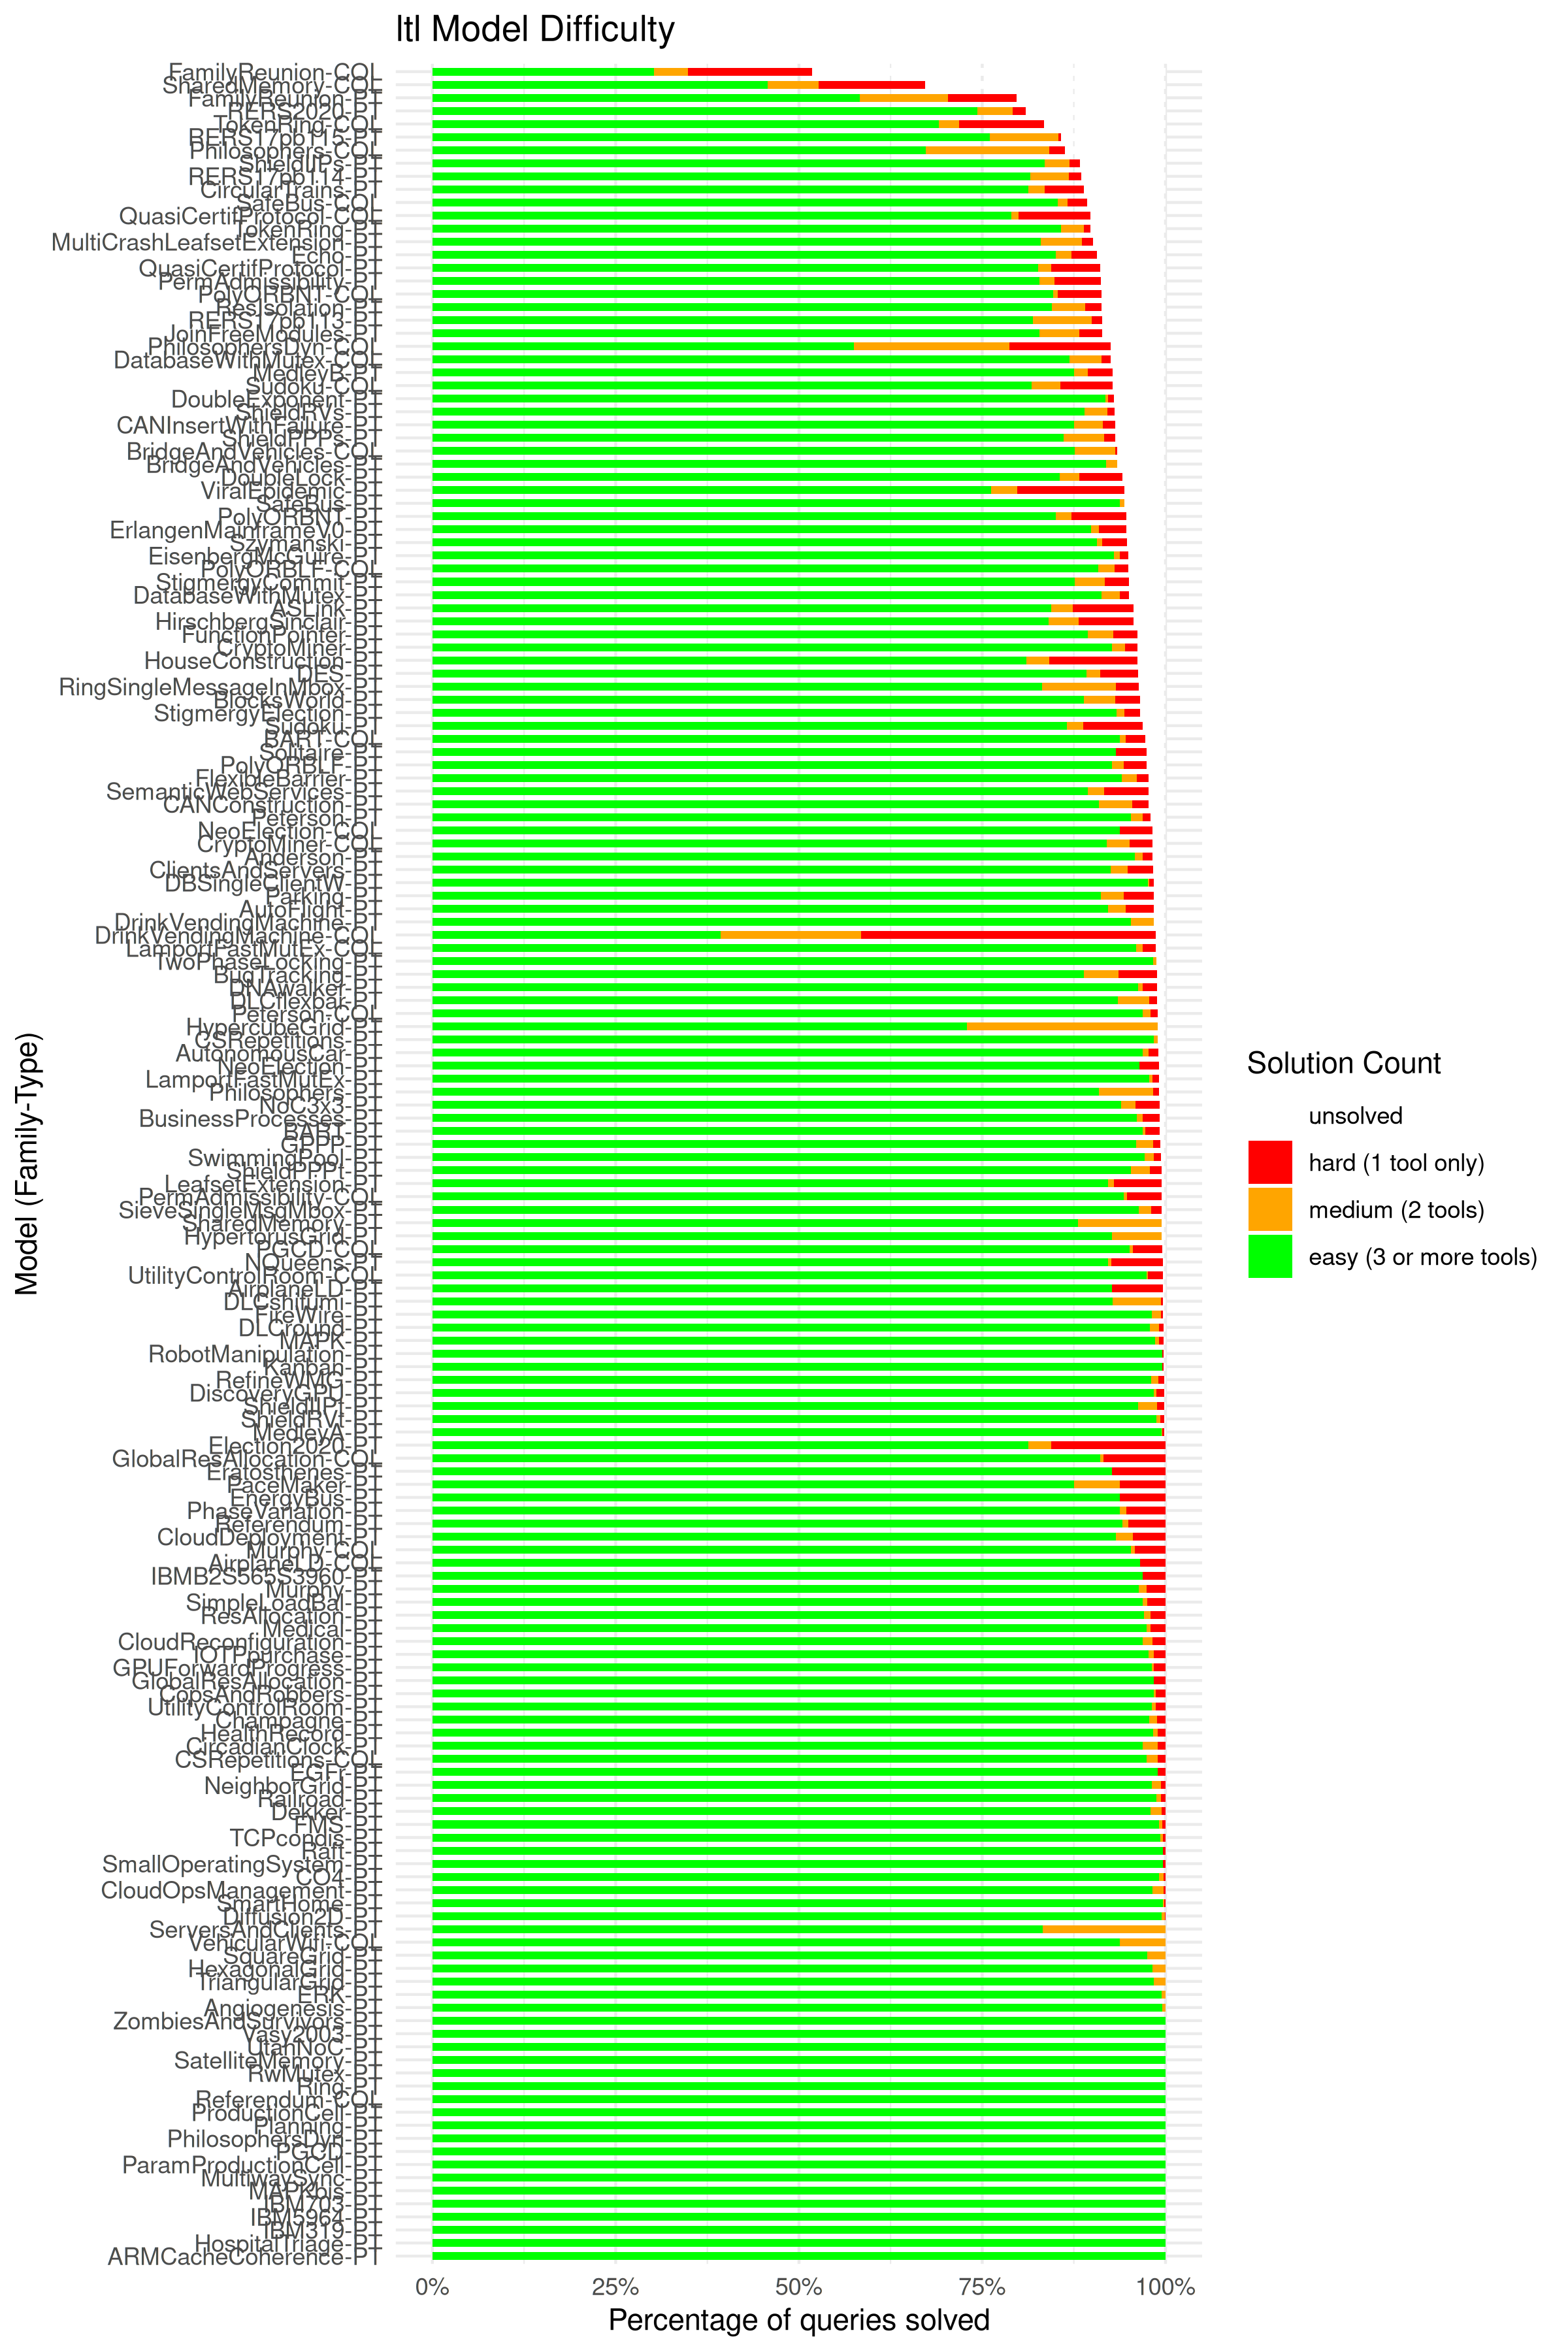 ltl Model Difficulty
Model (Family-Type)
FamilyReunion-COL
SharedMemory-COL
FamilyReunion-PT
RERS2020-PT
TokenRing-COL
RERS17pb115-PT
Philosophers-COL
ShieldIIPs-PT
RERS17pb114-PT
CircularTrains-PT
SafeBus-COL
QuasiCertifProtocol-COL
TokenRing-PT
MultiCrashLeafsetExtension-PT
Echo-PT
QuasiCertifProtocol-PT
PermAdmissibility-PT
PolyORBNT-COL
ResIsolation-PT
RERS17pb113-PT
JoinFreeModules-PT
PhilosophersDyn-COL
DatabaseWithMutex-COL
MedleyB-PT
Sudoku-COL
DoubleExponent-PT
ShieldRVs-PT
CANInsertWithFailure-PT
ShieldPPPs-PT
BridgeAndVehicles-COL
BridgeAndVehicles-PT
DoubleLock-PT
ViralEpidemic-PT
SafeBus-PT
PolyORBNT-PT
ErlangenMainframeV0-PT
Szymanski-PT
EisenbergMcGuire-PT
PolyORBLF-COL
StigmergyCommit-PT
DatabaseWithMutex-PT
ASLink-PT
HirschbergSinclair-PT
FunctionPointer-PT
CryptoMiner-PT
HouseConstruction-PT
DES-PT
RingSingleMessageInMbox-PT
BlocksWorld-PT
StigmergyElection-PT
Sudoku-PT
BART-COL
Solitaire-PT
PolyORBLF-PT
FlexibleBarrier-PT
SemanticWebServices-PT
CANConstruction-PT
Peterson-PT
NeoElection-COL
CryptoMiner-COL
Anderson-PT
ClientsAndServers-PT
DBSingleClientW-PT
Parking-PT
AutoFlight-PT
DrinkVendingMachine-PT
DrinkVendingMachine-COL
LamportFastMutEx-COL
TwoPhaseLocking-PT
BugTracking-PT
DNAwalker-PT
DLCflexbar-PT
Peterson-COL
HypercubeGrid-PT
CSRepetitions-PT
AutonomousCar-PT
NeoElection-PT
LamportFastMutEx-PT
Philosophers-PT
NoC3x3-PT
BusinessProcesses-PT
BART-PT
GPPP-PT
SwimmingPool-PT
ShieldPPPt-PT
LeafsetExtension-PT
PermAdmissibility-COL
SieveSingleMsgMbox-PT
SharedMemory-PT
HypertorusGrid-PT
PGCD-COL
NQueens-PT
UtilityControlRoom-COL
AirplaneLD-PT
DLCshifumi-PT
FireWire-PT
DLCround-PT
MAPK-PT
RobotManipulation-PT
Kanban-PT
RefineWMG-PT
DiscoveryGPU-PT
ShieldIIPt-PT
ShieldRVt-PT
MedleyA-PT
Election2020-PT
GlobalResAllocation-COL
Eratosthenes-PT
PaceMaker-PT
EnergyBus-PT
PhaseVariation-PT
Referendum-PT
CloudDeployment-PT
Murphy-COL
AirplaneLD-COL
IBMB2S565S3960-PT
Murphy-PT
SimpleLoadBal-PT
ResAllocation-PT
Medical-PT
CloudReconfiguration-PT
IOTPpurchase-PT
GPUForwardProgress-PT
GlobalResAllocation-PT
CopsAndRobbers-PT
UtilityControlRoom-PT
Champagne-PT
HealthRecord-PT
CircadianClock-PT
CSRepetitions-COL
EGFr-PT
NeighborGrid-PT
Railroad-PT
Dekker-PT
FMS-PT
TCPcondis-PT
Raft-PT
SmallOperatingSystem-PT
CO4-PT
CloudOpsManagement-PT
SmartHome-PT
Diffusion2D-PT
ServersAndClients-PT
VehicularWifi-COL
SquareGrid-PT
HexagonalGrid-PT
TriangularGrid-PT
ERK-PT
Angiogenesis-PT
ZombiesAndSurvivors-PT
Vasy2003-PT
UtahNoC-PT
SatelliteMemory-PT
RwMutex-PT
Ring-PT
Referendum-COL
ProductionCell-PT
Planning-PT
PhilosophersDyn-PT
PGCD-PT
ParamProductionCell-PT
MultiwaySync-PT
MAPKbis-PT
IBM703-PT
IBM5964-PT
IBM319-PT
HospitalTriage-PT
ARMCacheCoherence-PT
0% 25% 50% 75% 100%
Percentage of queries solved
Solution Count
unsolved
hard (1 tool only)
medium (2 tools)
easy (3 or more tools)